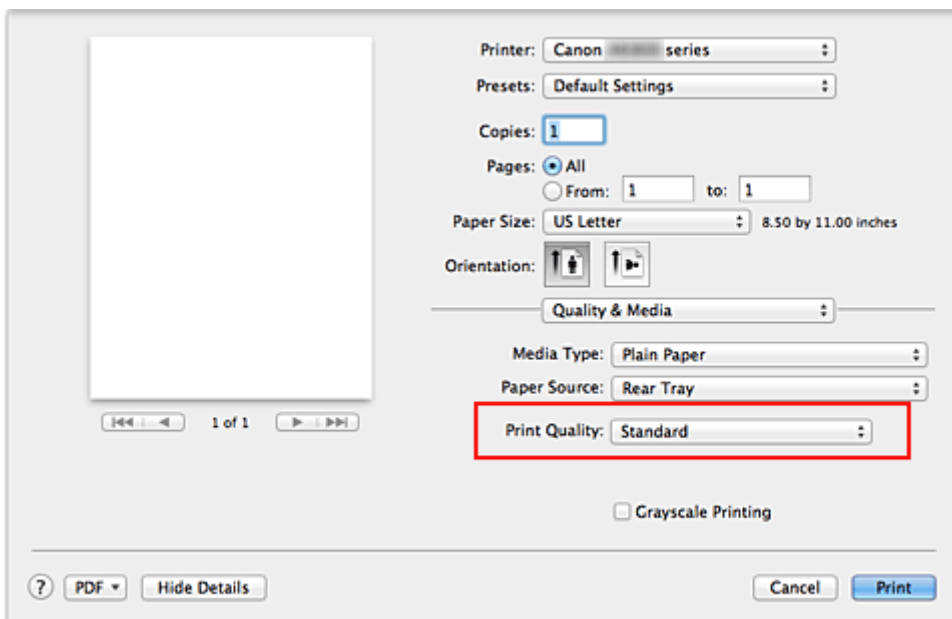 Printer: Canon series
Presets: Default Settings
Copies: 1
Pages: All
From: 1 to: 1
Paper Size: US Letter 8.50 by 11.00 inches
Orientation:
Quality & Media
Media Type: Plain Paper
Paper Source: Rear Tray
1 of 1
Print Quality: Standard
Grayscale Printing
? PDF Hide Details Cancel Print